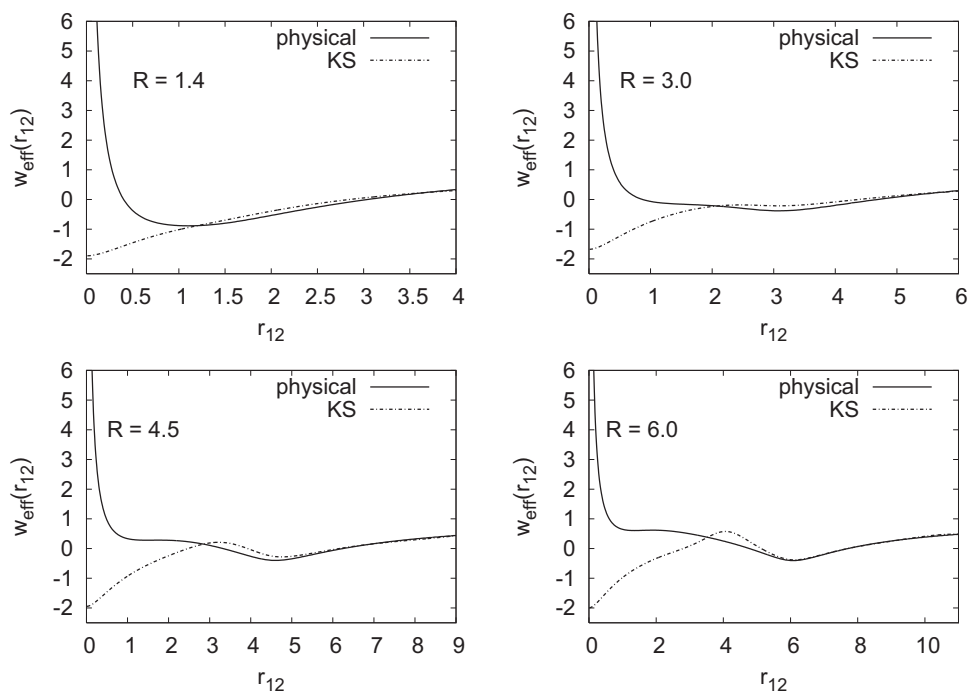 6
5
4
3
2
1
0
-1
-2
w_eff(r_12)
physical
KS
R = 1.4
0 0.5 1 1.5 2 2.5 3 3.5 4
r_12
6
5
4
3
2
1
0
-1
-2
w_eff(r_12)
physical
KS
R = 3.0
0 1 2 3 4 5 6
r_12
6
5
4
3
2
1
0
-1
-2
w_eff(r_12)
physical
KS
R = 4.5
0 1 2 3 4 5 6 7 8 9
r_12
6
5
4
3
2
1
0
-1
-2
w_eff(r_12)
physical
KS
R = 6.0
0 2 4 6 8 10
r_12